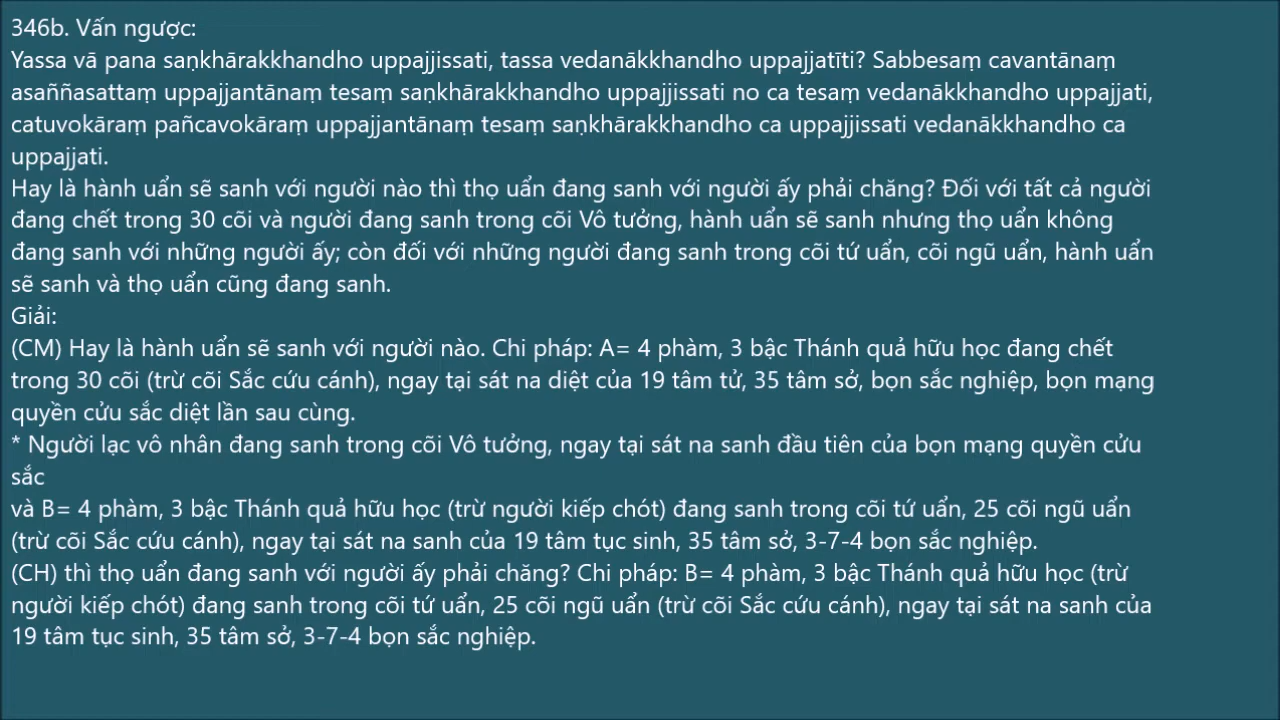 346b. Vấn ngược:
Yassa vā pana saṇkhārakkhandho uppajjissati, tassa vedanākkhandho uppajjatīti? Sabbesaṃ cavantānaṃ
asaññasattaṃ uppajjantānaṃ tesaṃ saṇkhārakkhandho uppajjissati no ca tesaṃ vedanākkhandho uppajjati,
catuvokāraṃ pañcavokāraṃ uppajjantānaṃ tesaṃ saṇkhārakkhandho ca uppajjissati vedanākkhandho ca
uppajjati.
Hay là hành uẩn sẽ sanh với người nào thì thọ uẩn đang sanh với người ấy phải chăng? Đối với tất cả người
đang chết trong 30 cõi và người đang sanh trong cõi Vô tưởng, hành uẩn sẽ sanh nhưng thọ uẩn không
đang sanh với những người ấy; còn đối với những người đang sanh trong cõi tứ uẩn, cõi ngũ uẩn, hành uẩn
sẽ sanh và thọ uẩn cũng đang sanh.
Giải:
(CM) Hay là hành uẩn sẽ sanh với người nào. Chi pháp: A= 4 phàm, 3 bậc Thánh quả hữu học đang chết
trong 30 cõi (trừ cõi Sắc cứu cánh), ngay tại sát na diệt của 19 tâm tử, 35 tâm sở, bọn sắc nghiệp, bọn mạng
quyền cửu sắc diệt lần sau cùng.
* Người lạc vô nhân đang sanh trong cõi Vô tưởng, ngay tại sát na sanh đầu tiên của bọn mạng quyền cửu
sắc
và B= 4 phàm, 3 bậc Thánh quả hữu học (trừ người kiếp chót) đang sanh trong cõi tứ uẩn, 25 cõi ngũ uẩn
(trừ cõi Sắc cứu cánh), ngay tại sát na sanh của 19 tâm tục sinh, 35 tâm sở, 3-7-4 bọn sắc nghiệp.
(CH) thì thọ uẩn đang sanh với người ấy phải chăng? Chi pháp: B= 4 phàm, 3 bậc Thánh quả hữu học (trừ
người kiếp chót) đang sanh trong cõi tứ uẩn, 25 cõi ngũ uẩn (trừ cõi Sắc cứu cánh), ngay tại sát na sanh của
19 tâm tục sinh, 35 tâm sở, 3-7-4 bọn sắc nghiệp.